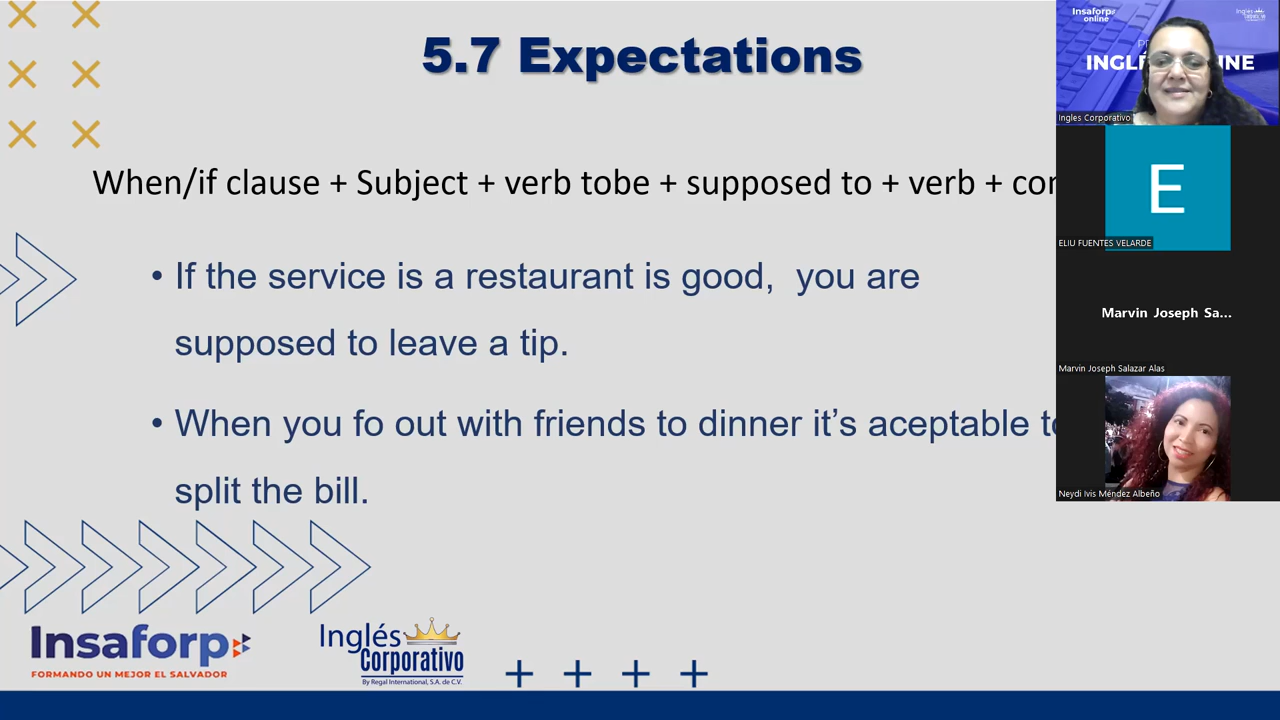 5.7 Expectations
When/if clause + Subject + verb tobe + supposed to + verb +
• If the service is a restaurant is good, you are
supposed to leave a tip.
• When you fo out with friends to dinner it's aceptable
split the bill.
Insaforp
FORMANDO UN MEJOR EL SALVADOR
Inglés
Corporativo
By Regal International, S.A. de C.V.
Insaforp
online
Ingles Corporativo
E
ELIU FUENTES VELARDE
Marvin Joseph Sa...
Marvin Joseph Salazar Alas
Neydi Ivis Méndez Albeño